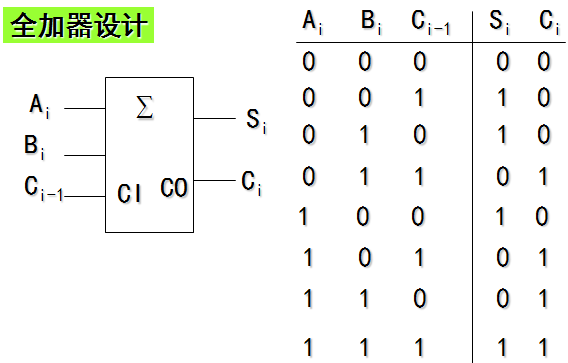 全加器设计
Ai
Bi
Ci-1
Σ
CI
CO
Si
Ci
Ai Bi Ci-1 Si Ci
0 0 0 0 0
0 0 1 1 0
0 1 0 1 0
0 1 1 0 1
1 0 0 1 0
1 0 1 0 1
1 1 0 0 1
1 1 1 1 1